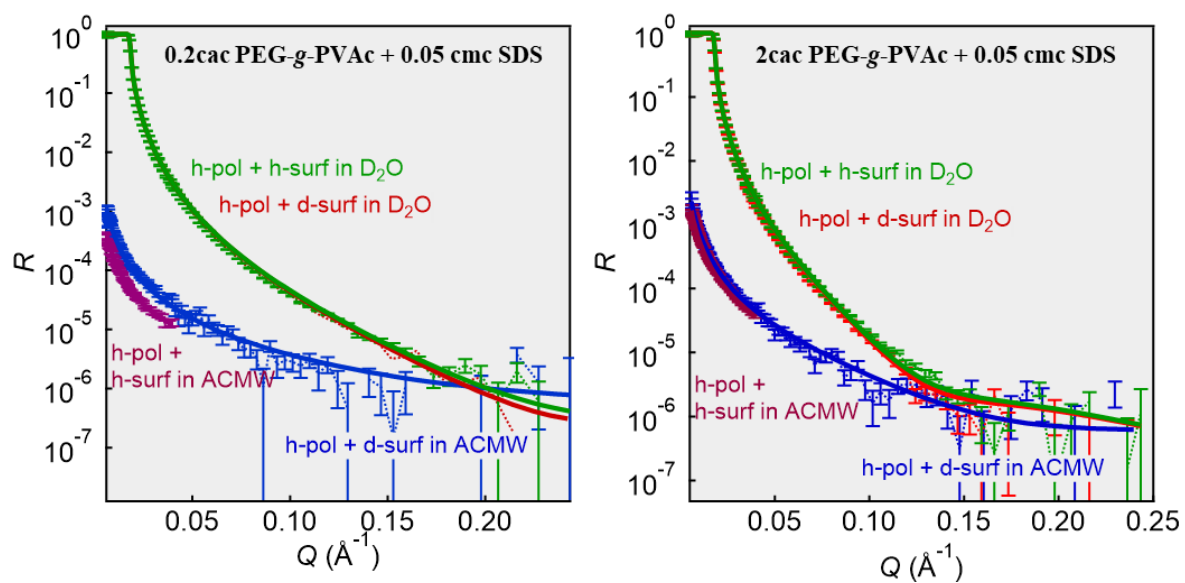 0.2cac PEG-g-PVAc + 0.05 cmc SDS
h-pol + h-surf in D₂O
h-pol + d-surf in D₂O
h-pol +
h-surf in ACMW
h-pol + d-surf in ACMW
R
10⁰
10⁻¹
10⁻²
10⁻³
10⁻⁴
10⁻⁵
10⁻⁶
10⁻⁷
0.05
0.10
0.15
0.20
Q (Å⁻¹)
2cac PEG-g-PVAc + 0.05 cmc SDS
h-pol + h-surf in D₂O
h-pol + d-surf in D₂O
h-pol +
h-surf in ACMW
h-pol + d-surf in ACMW
R
10⁰
10⁻¹
10⁻²
10⁻³
10⁻⁴
10⁻⁵
10⁻⁶
10⁻⁷
0.05
0.10
0.15
0.20
0.25
Q (Å⁻¹)